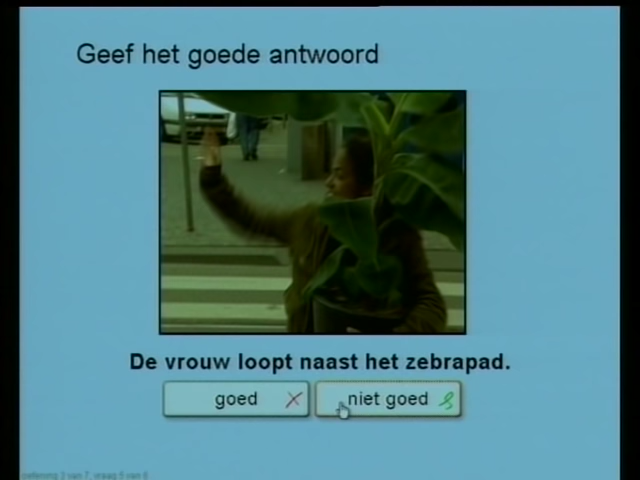 Geef het goede antwoord
De vrouw loopt naast het zebrapad.
goed
niet goed